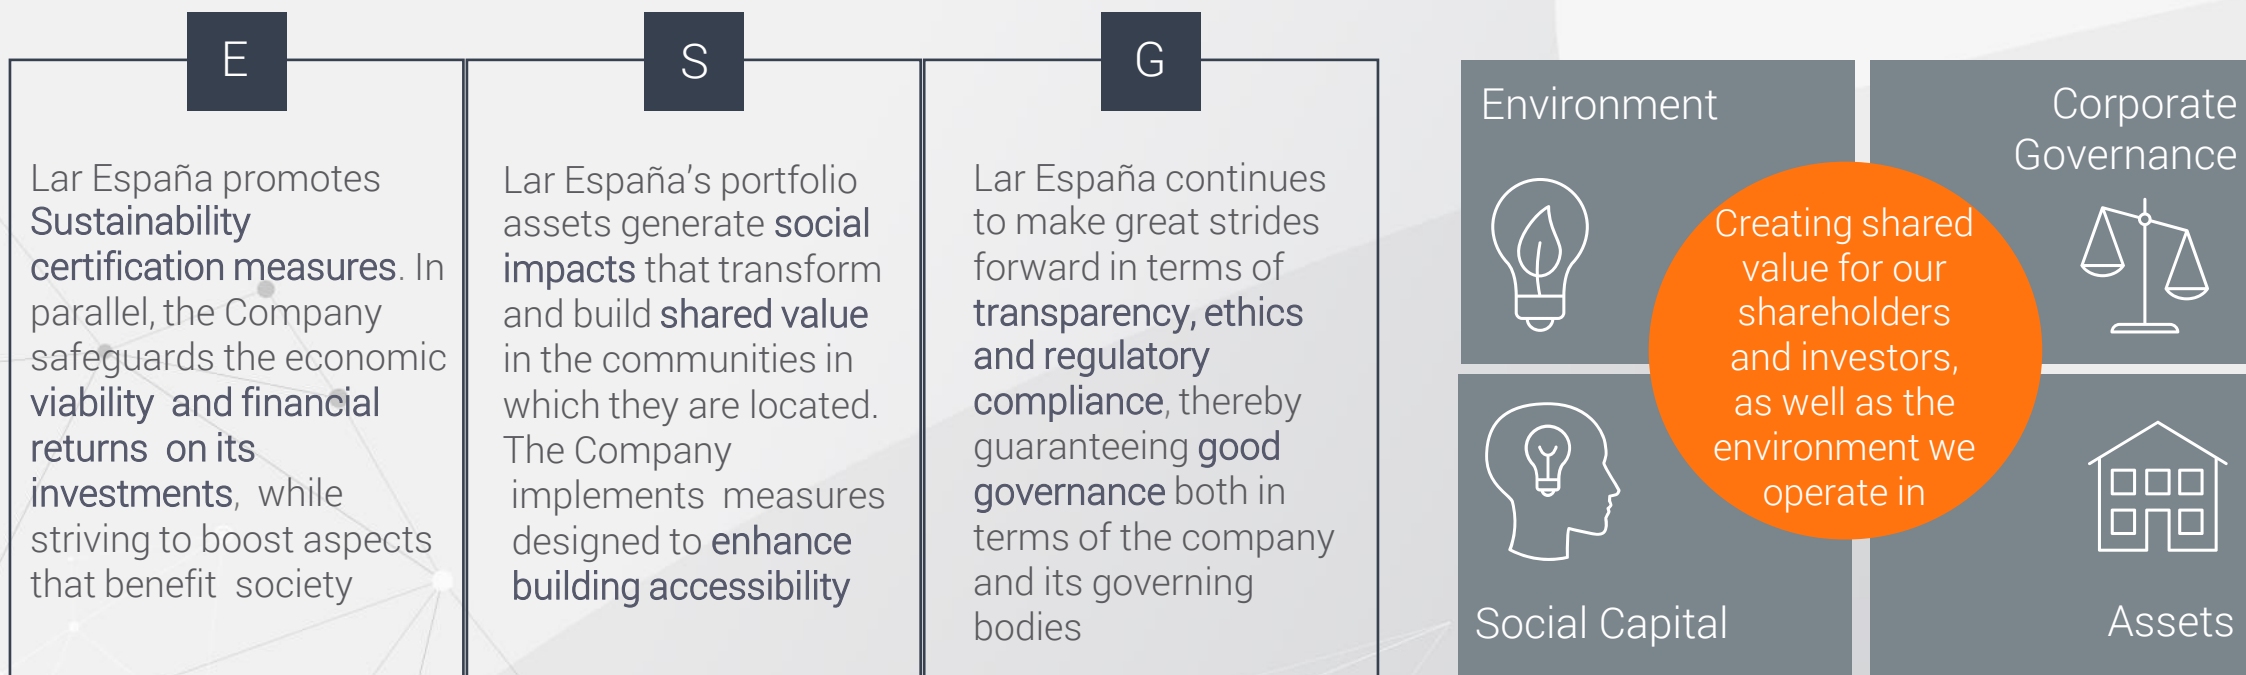 E
Lar España promotes
Sustainability
certification measures. In
parallel, the Company
safeguards the economic
viability and financial
returns on its
investments, while
striving to boost aspects
that benefit society
S
Lar España's portfolio
assets generate social
impacts that transform
and build shared value
in the communities in
which they are located.
The Company
implements measures
designed to enhance
building accessibility
G
Lar España continues
to make great strides
forward in terms of
transparency, ethics
and regulatory
compliance, thereby
guaranteeing good
governance both in
terms of the company
and its governing
bodies
Environment
Corporate
Governance
Creating shared
value for our
shareholders
and investors,
as well as the
environment we
operate in
Social Capital
Assets